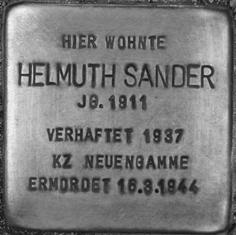 HIER WOHNTE
HELMUTH SANDER
JG. 1911
VERHAFTET 1937
KZ NEUENGAMME
ERMORDET 16.3.1944